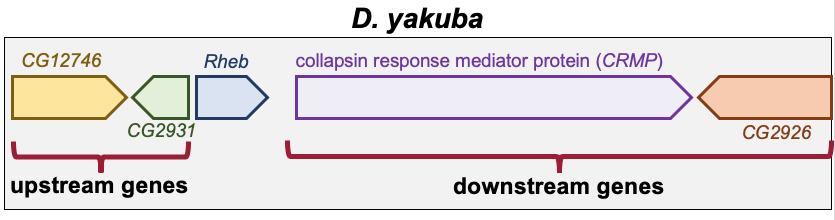 D. yakuba
CG12746
Rheb
collapsin response mediator protein (CRMP)
CG2931
CG2926
upstream genes
downstream genes